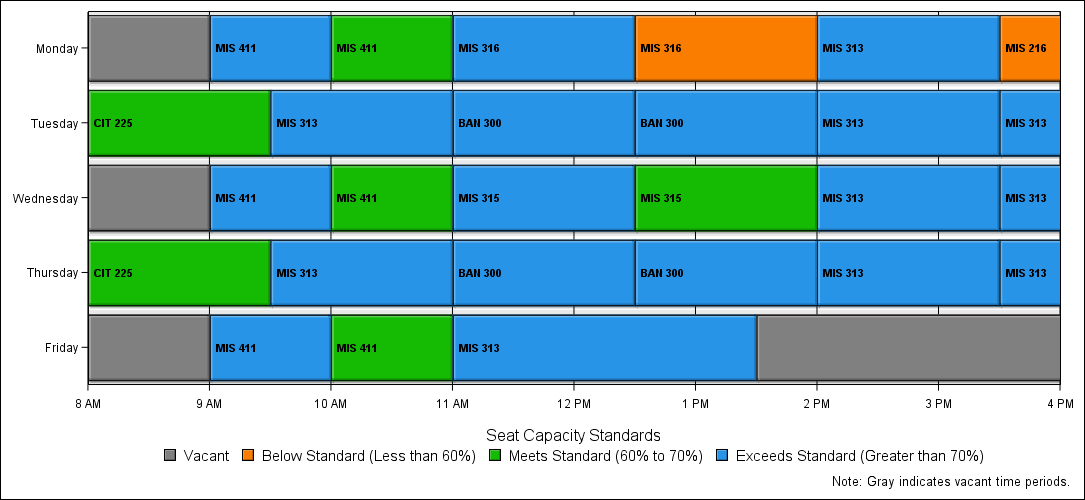 Monday MIS 411 MIS 411 MIS 316 MIS 316 MIS 313 MIS 216
Tuesday CIT 225 MIS 313 BAN 300 BAN 300 MIS 313 MIS 313
Wednesday MIS 411 MIS 411 MIS 315 MIS 315 MIS 313 MIS 313
Thursday CIT 225 MIS 313 BAN 300 BAN 300 MIS 313 MIS 313
Friday MIS 411 MIS 411 MIS 313
8 AM 9 AM 10 AM 11 AM 12 PM 1 PM 2 PM 3 PM 4 PM
Seat Capacity Standards
Vacant Below Standard (Less than 60%) Meets Standard (60% to 70%) Exceeds Standard (Greater than 70%)
Note: Gray indicates vacant time periods.